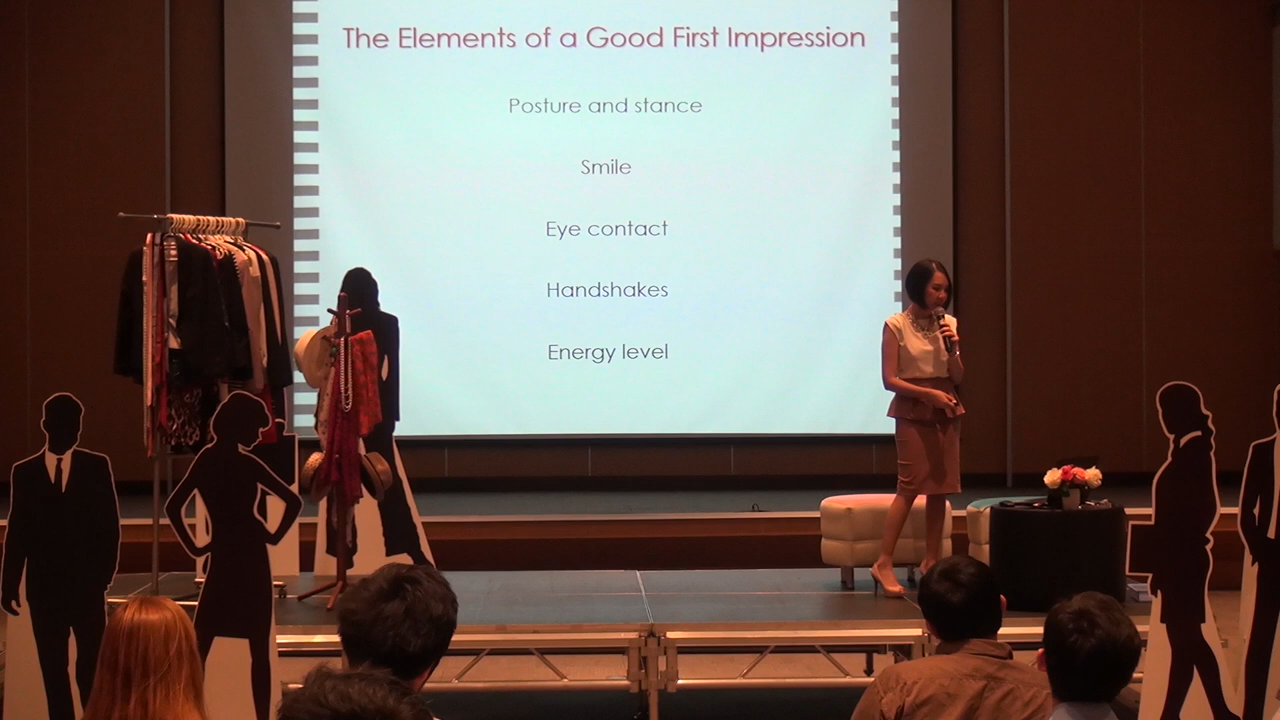 The Elements of a Good First Impression
Posture and stance
Smile
Eye contact
Handshakes
Energy level